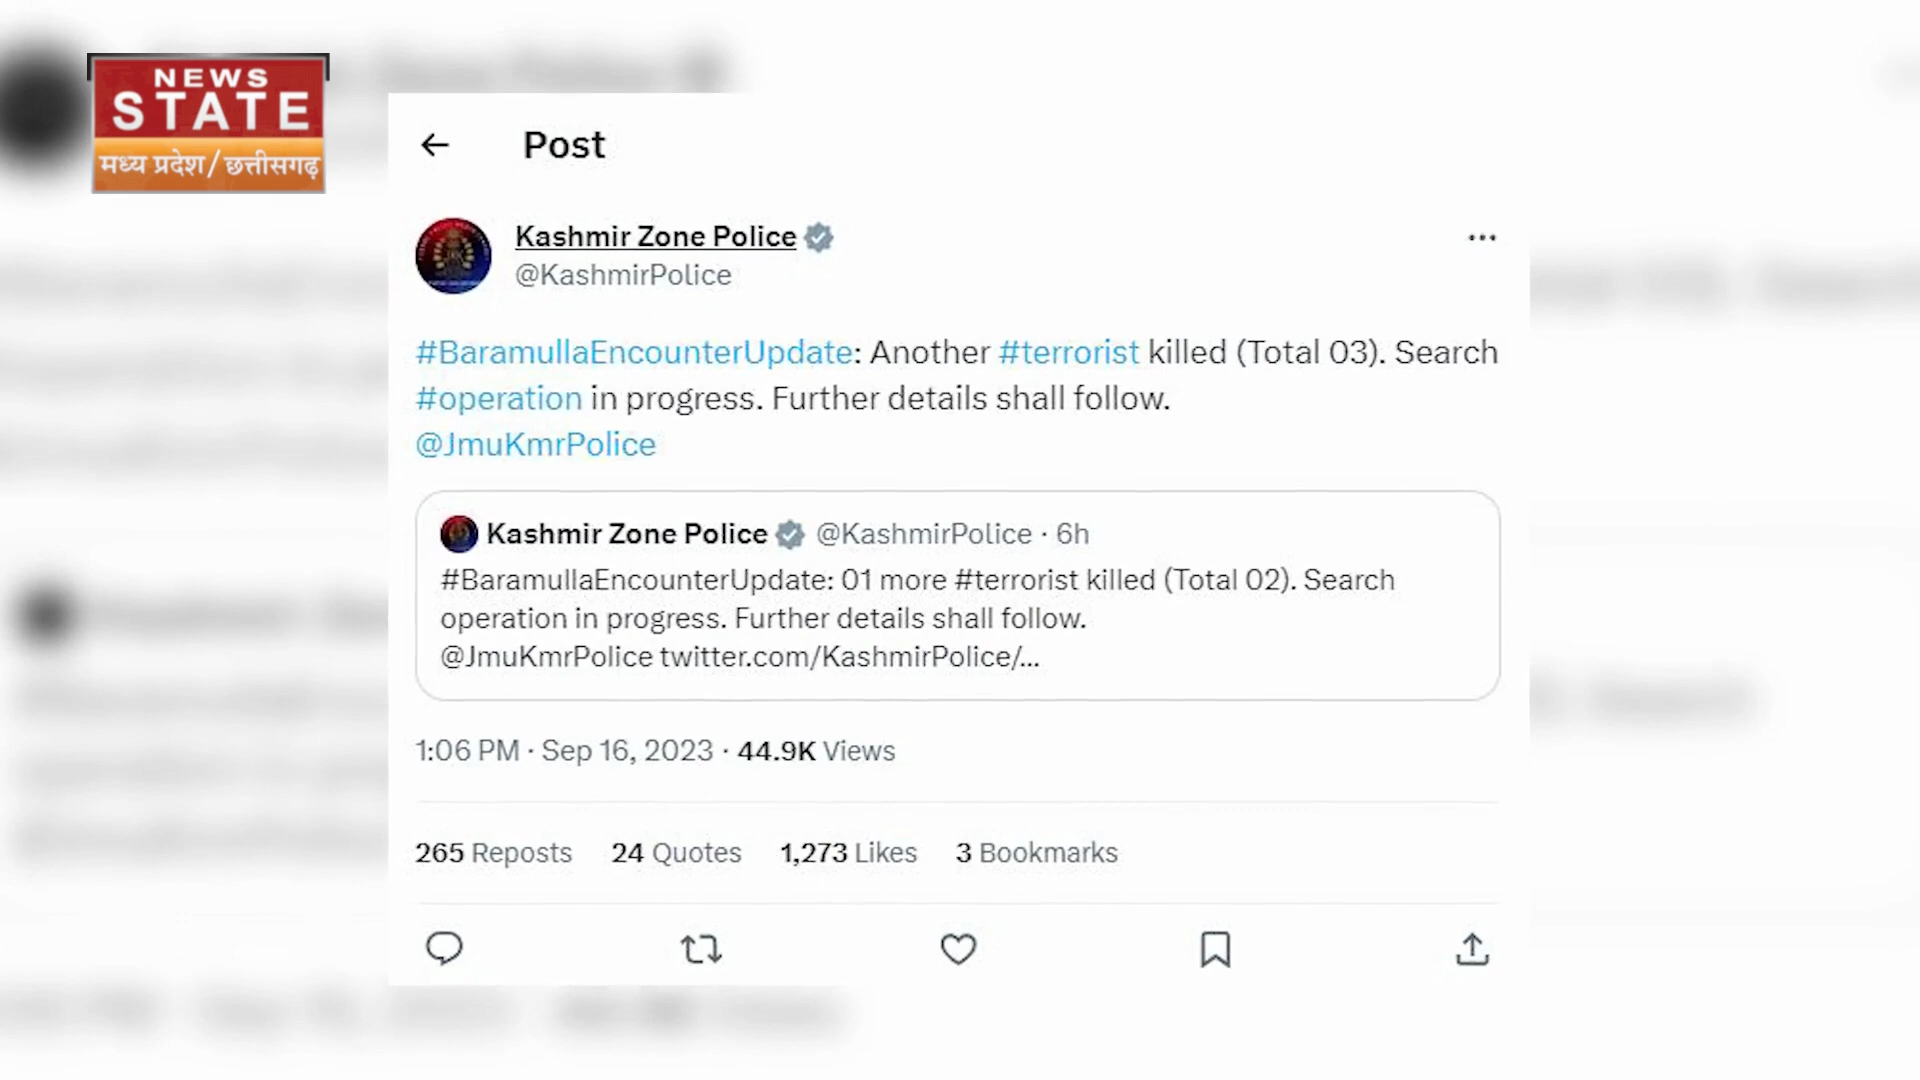 NEWS
STATE
मध्य प्रदेश/छत्तीसगढ़
Post
Kashmir Zone Police
@KashmirPolice
#BaramullaEncounterUpdate: Another #terrorist killed (Total 03). Search
#operation in progress. Further details shall follow.
@JmuKmrPolice
Kashmir Zone Police @KashmirPolice · 6h
#BaramullaEncounterUpdate: 01 more #terrorist killed (Total 02). Search
operation in progress. Further details shall follow.
@JmuKmrPolice twitter.com/KashmirPolice/...
1:06 PM · Sep 16, 2023 · 44.9K Views
265 Reposts 24 Quotes 1,273 Likes 3 Bookmarks